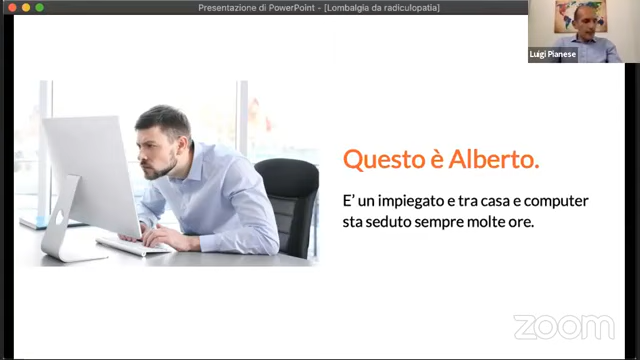 Presentazione di PowerPoint - [Lombalgia da radiculopatia]
Luigi Pianese
Questo è Alberto.
E' un impiegato e tra casa e computer
sta seduto sempre molte ore.
zoom